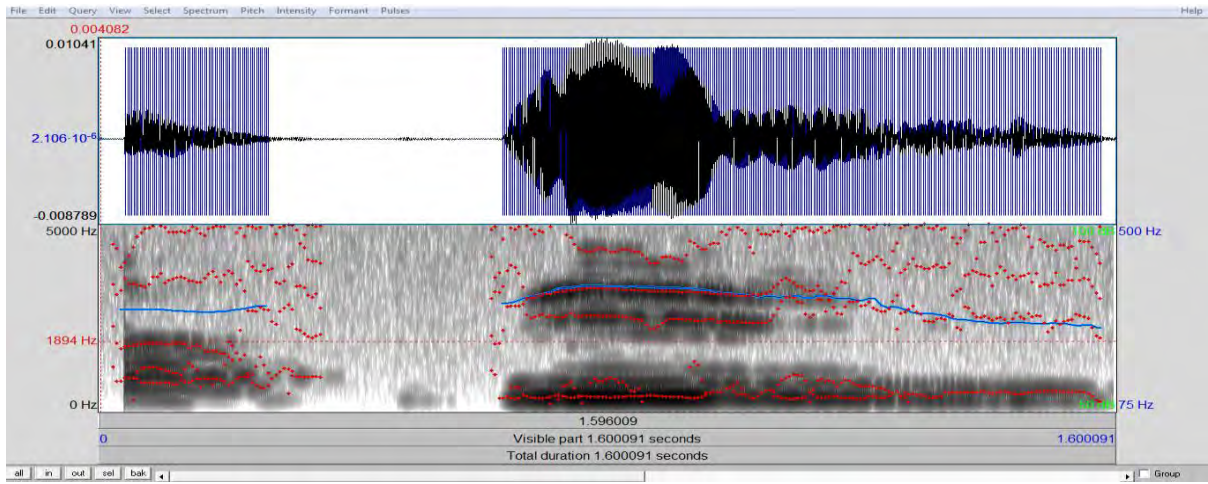 File Edit Query View Select Spectrum Pitch Intensity Formant Pulses Help
0.004082
0.01041
2.106·10-6
-0.008789
5000 Hz 500 Hz
1894 Hz
0 Hz 75 Hz
1.596009
0 Visible part 1.600091 seconds 1.600091
Total duration 1.600091 seconds
all in out sel bak Group